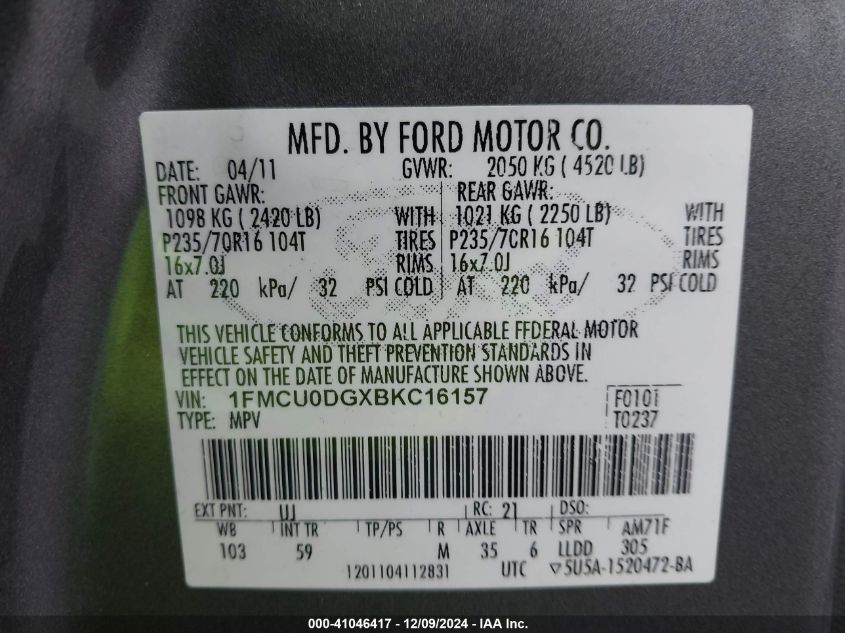 MFD. BY FORD MOTOR CO.
DATE: 04/11 GVWR: 2050 KG ( 4520 LB)
FRONT GAWR: REAR GAWR:
1098 KG ( 2420 LB) WITH 1021 KG ( 2250 LB) WITH
P235/70R16 104T TIRES P235/70R16 104T TIRES
16x7.0J RIMS 16x7.0J RIMS
AT 220 kPa/ 32 PSI COLD AT 220 kPa/ 32 PSI COLD
THIS VEHICLE CONFORMS TO ALL APPLICABLE FEDERAL MOTOR
VEHICLE SAFETY AND THEFT PREVENTION STANDARDS IN
EFFECT ON THE DATE OF MANUFACTURE SHOWN ABOVE.
VIN: 1FMCU0DGXBKC16157 F0101
TYPE: MPV T0237
EXT PNT: UJ RC: 21 DSO:
WB INT TR TP/PS R AXLE TR SPR AM71F
103 59 M 35 6 LLDD 305
1201104112831 UTC ▽5U5A-1520472-BA
000-41046417 - 12/09/2024 - IAA Inc.